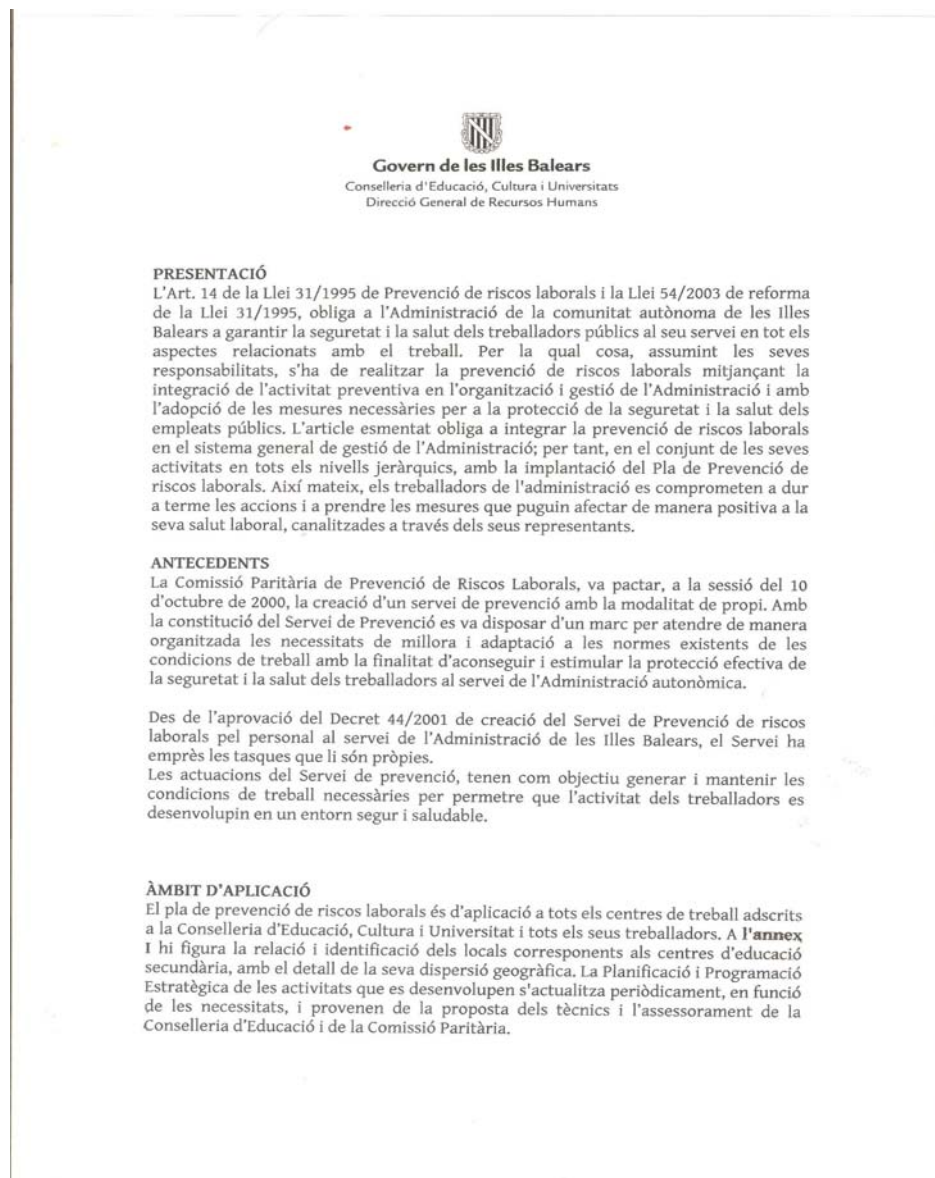 Govern de les Illes Balears
Conselleria d'Educació, Cultura i Universitats
Direcció General de Recursos Humans
PRESENTACIÓ
L'Art. 14 de la Llei 31/1995 de Prevenció de riscos laborals i la Llei 54/2003 de reforma
de la Llei 31/1995, obliga a l'Administració de la comunitat autònoma de les Illes
Balears a garantir la seguretat i la salut dels treballadors públics al seu servei en tot els
aspectes relacionats amb el treball. Per la qual cosa, assumint les seves
responsabilitats, s'ha de realitzar la prevenció de riscos laborals mitjançant la
integració de l'activitat preventiva en l'organització i gestió de l'Administració i amb
l'adopció de les mesures necessàries per a la protecció de la seguretat i la salut dels
empleats públics. L'article esmentat obliga a integrar la prevenció de riscos laborals
en el sistema general de gestió de l'Administració; per tant, en el conjunt de les seves
activitats en tots els nivells jeràrquics, amb la implantació del Pla de Prevenció de
riscos laborals. Així mateix, els treballadors de l'administració es comprometen a dur
a terme les accions i a prendre les mesures que puguin afectar de manera positiva a la
seva salut laboral, canalitzades a través dels seus representants.
ANTECEDENTS
La Comissió Paritària de Prevenció de Riscos Laborals, va pactar, a la sessió del 10
d'octubre de 2000, la creació d'un servei de prevenció amb la modalitat de propi. Amb
la constitució del Servei de Prevenció es va disposar d'un marc per atendre de manera
organitzada les necessitats de millora i adaptació a les normes existents de les
condicions de treball amb la finalitat d'aconseguir i estimular la protecció efectiva de
la seguretat i la salut dels treballadors al servei de l'Administració autonòmica.
Des de l'aprovació del Decret 44/2001 de creació del Servei de Prevenció de riscos
laborals pel personal al servei de l'Administració de les Illes Balears, el Servei ha
emprès les tasques que li són pròpies.
Les actuacions del Servei de prevenció, tenen com objectiu generar i mantenir les
condicions de treball necessàries per permetre que l'activitat dels treballadors es
desenvolupin en un entorn segur i saludable.
ÀMBIT D'APLICACIÓ
El pla de prevenció de riscos laborals és d'aplicació a tots els centres de treball adscrits
a la Conselleria d'Educació, Cultura i Universitat i tots els seus treballadors. A l'annex
I hi figura la relació i identificació dels locals corresponents als centres d'educació
secundària, amb el detall de la seva dispersió geogràfica. La Planificació i Programació
Estratègica de les activitats que es desenvolupen s'actualitza periòdicament, en funció
de les necessitats, i provenen de la proposta dels tècnics i l'assessorament de la
Conselleria d'Educació i de la Comissió Paritària.